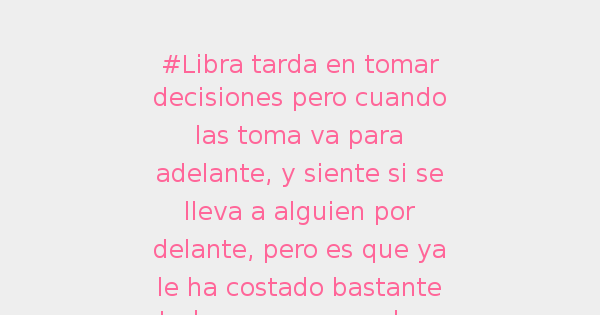 #Libra tarda en tomar
decisiones pero cuando
las toma va para
adelante, y siente si se
lleva a alguien por
delante, pero es que ya
le ha costado bastante